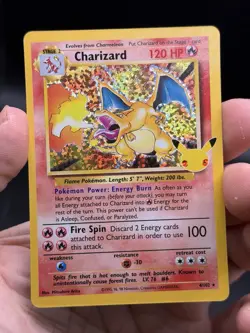 Evolves from Charmeleon Put Charizard on the Stage 1 card
STAGE 2
Charizard 120 HP
Flame Pokémon. Length: 5' 7", Weight: 200 lbs.
Pokémon Power: Energy Burn As often as you
like during your turn (before your attack), you may turn
all Energy attached to Charizard into for the
rest of the turn. This power can't be used if Charizard
is Asleep, Confused, or Paralyzed.
Fire Spin Discard 2 Energy cards
attached to Charizard in order to use
this attack.
100
weakness resistance retreat cost
-30
Spits fire that is hot enough to melt boulders. Known to
unintentionally cause forest fires. LV. 76 #6
Illus. Mitsuhiro Arita
4/102 ★